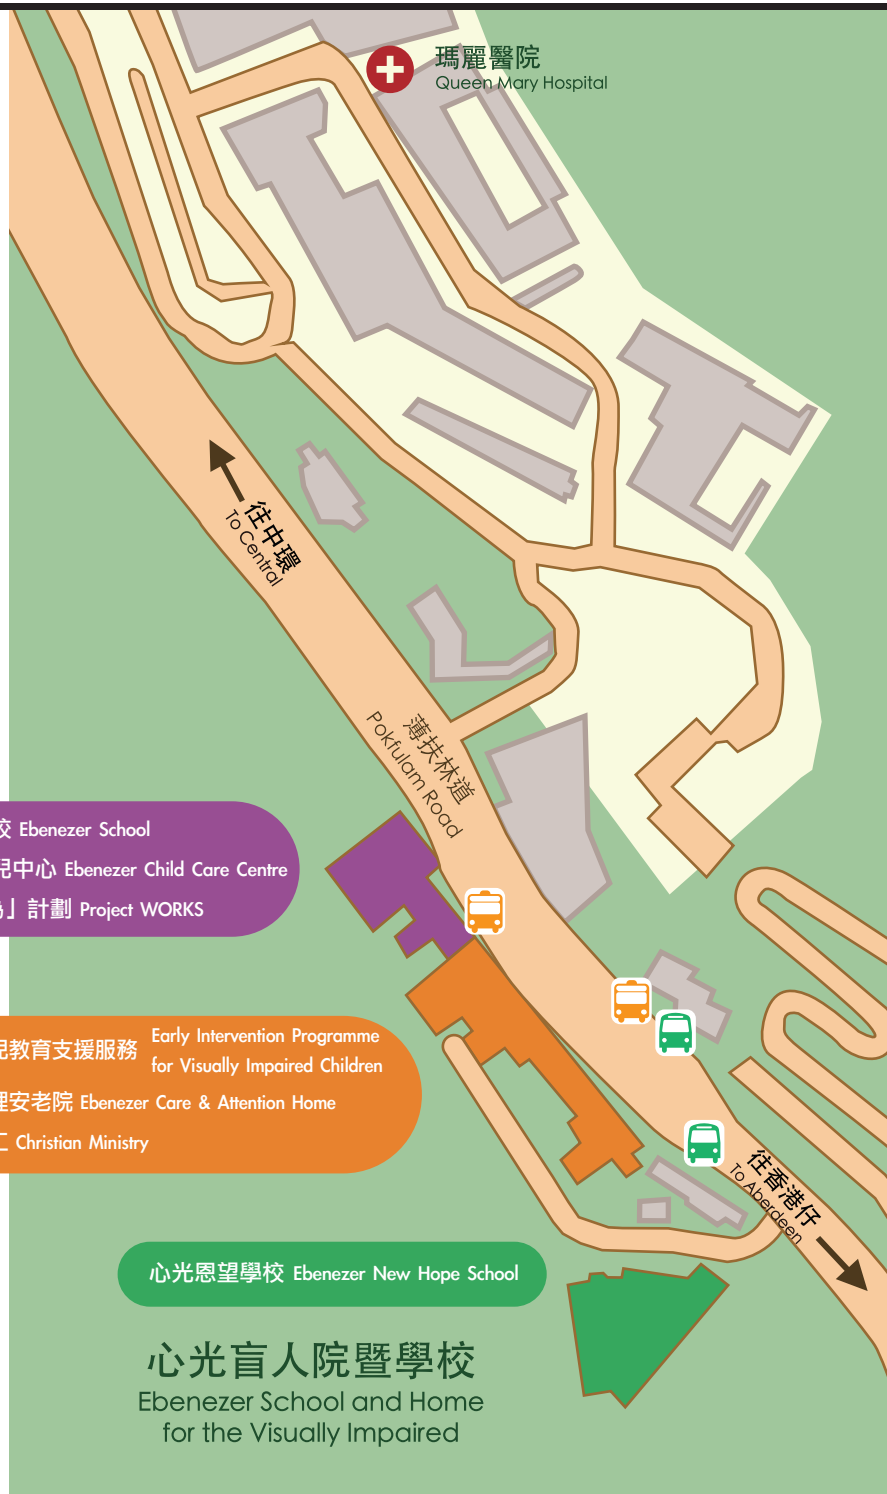 瑪麗醫院
Queen Mary Hospital
往中環
To Central
薄扶林道
Pokfulam Road
校 Ebenezer School
兒中心 Ebenezer Child Care Centre
」計劃 Project WORKS
兒教育支援服務 Early Intervention Programme
for Visually Impaired Children
理安老院 Ebenezer Care & Attention Home
Christian Ministry
往香港仔
To Aberdeen
心光恩望學校 Ebenezer New Hope School
心光盲人院暨學校
Ebenezer School and Home
for the Visually Impaired